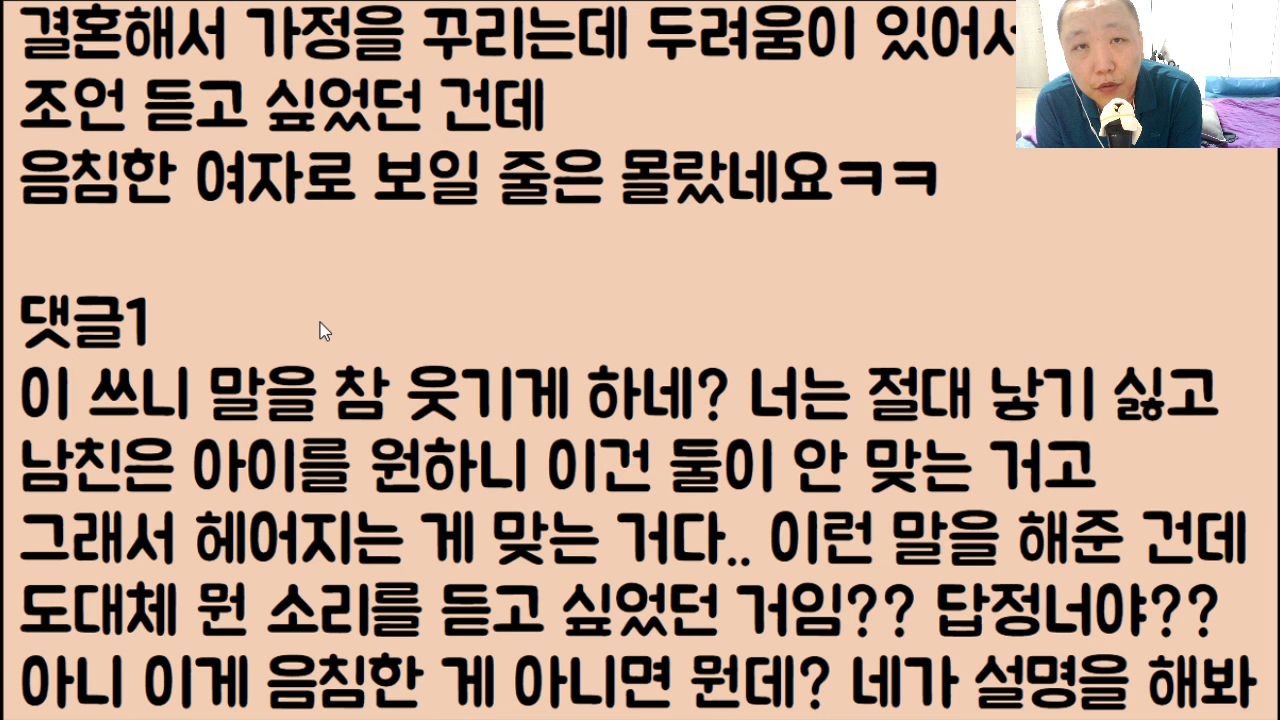 결혼해서 가정을 꾸리는데 두려움이 있어서
조언 듣고 싶었던 건데
음침한 여자로 보일 줄은 몰랐네요ㅋㅋ
댓글1
이 쓰니 말을 참 웃기게 하네? 너는 절대 낳기 싫고
남친은 아이를 원하니 이건 둘이 안 맞는 거고
그래서 헤어지는 게 맞는 거다.. 이런 말을 해준 건데
도대체 뭔 소리를 듣고 싶었던 거임?? 답정너야??
아니 이게 음침한 게 아니면 뭔데? 네가 설명을 해봐